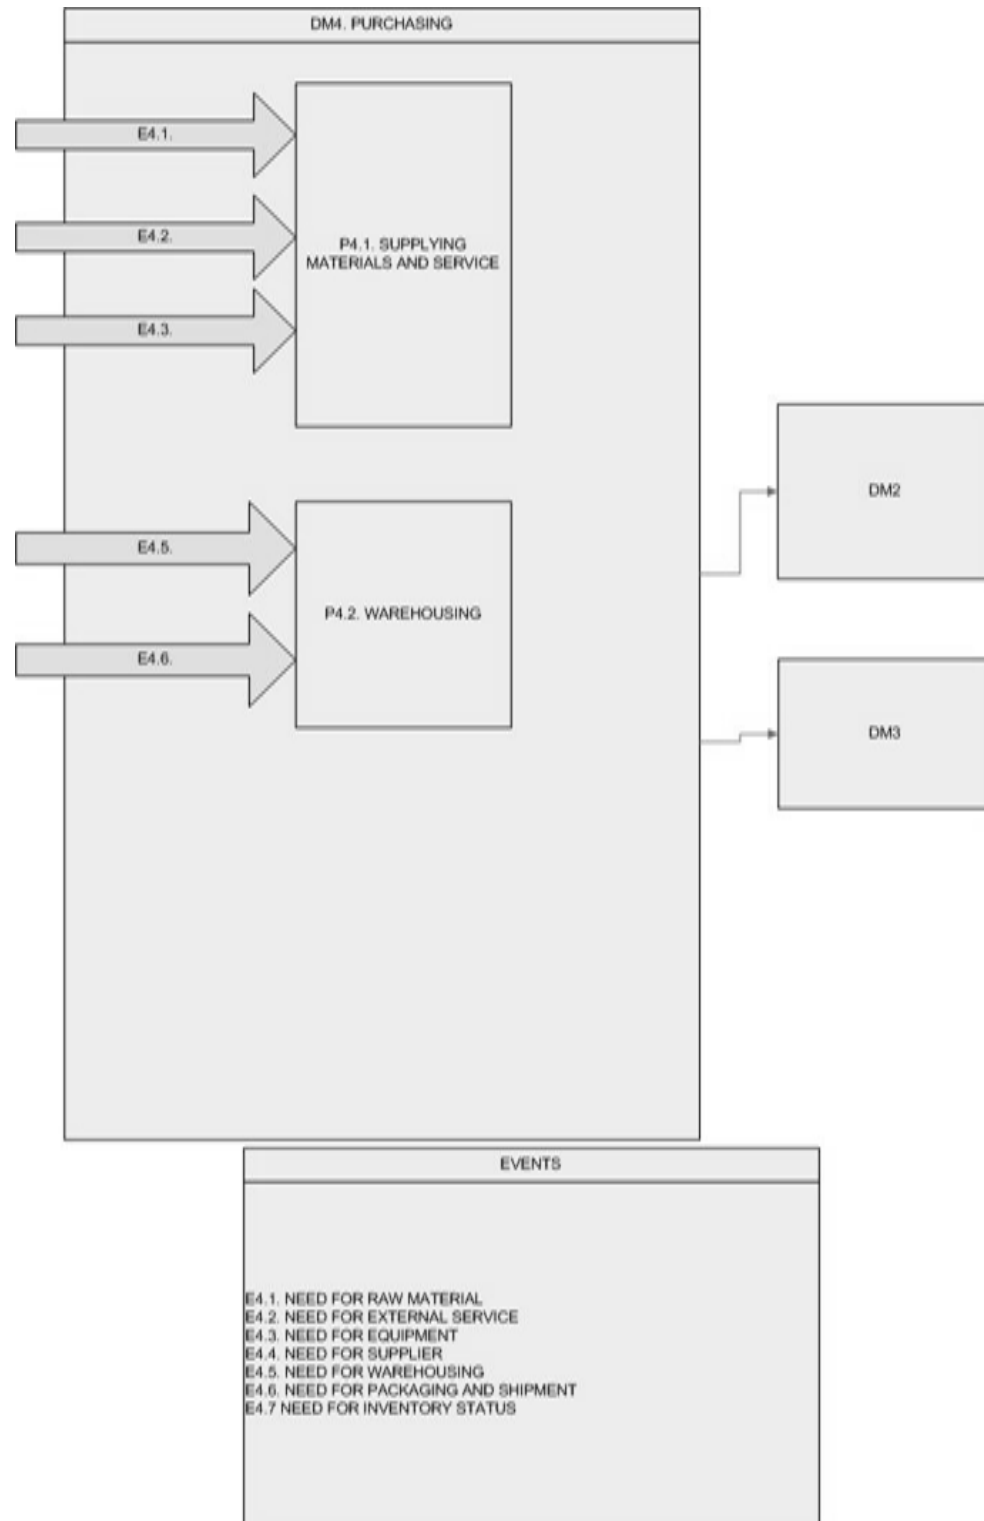 DM4. PURCHASING
E4.1.
E4.2.
E4.3.
P4.1. SUPPLYING
MATERIALS AND SERVICE
E4.5.
E4.6.
P4.2. WAREHOUSING
DM2
DM3
EVENTS
E4.1. NEED FOR RAW MATERIAL
E4.2. NEED FOR EXTERNAL SERVICE
E4.3. NEED FOR EQUIPMENT
E4.4. NEED FOR SUPPLIER
E4.5. NEED FOR WAREHOUSING
E4.6. NEED FOR PACKAGING AND SHIPMENT
E4.7 NEED FOR INVENTORY STATUS